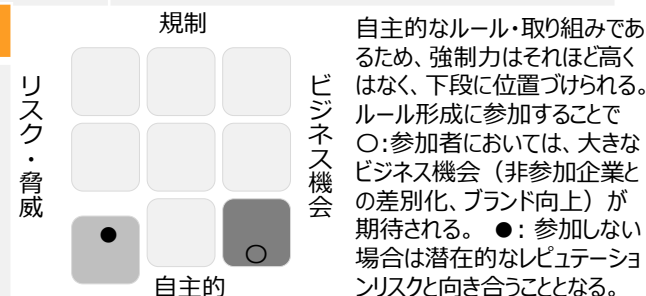 規制
リスク・脅威
ビジネス機会
●
○
自主的
自主的なルール・取り組みであ
るため、強制力はそれほど高く
はなく、下段に位置づけられる。
ルール形成に参加することで
○:参加者においては、大きな
ビジネス機会（非参加企業と
の差別化、ブランド向上）が
期待される。 ●: 参加しない
場合は潜在的なレピュテーショ
ンリスクと向き合うこととなる。